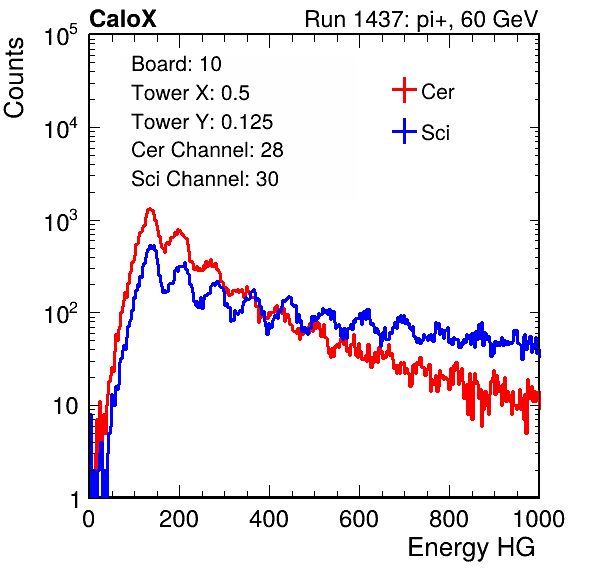 CaloX Run 1437: pi+, 60 GeV
Counts
10^5
10^4
10^3
10^2
10
1
Board: 10
Tower X: 0.5
Tower Y: 0.125
Cer Channel: 28
Sci Channel: 30
Cer
Sci
0 200 400 600 800 1000
Energy HG